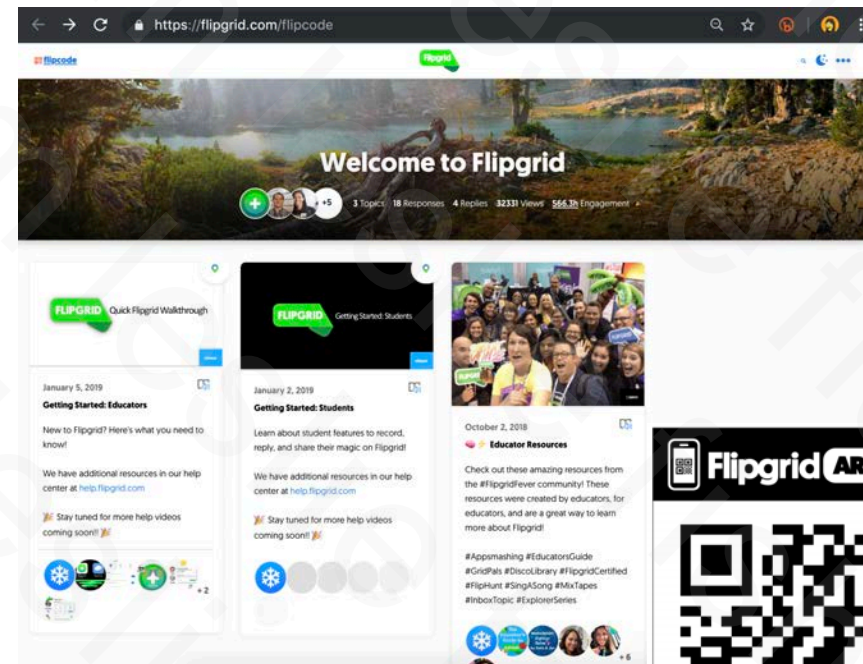 https://flipgrid.com/flipcode
flipcode
Flipgrid
Welcome to Flipgrid
+5 3 Topics 18 Responses 4 Replies 32331 Views 566.3h Engagement
FLIPGRID Quick Flipgrid Walkthrough
January 5, 2019
Getting Started: Educators
New to Flipgrid? Here's what you need to
know!
We have additional resources in our help
center at help.flipgrid.com
🎉 Stay tuned for more help videos
coming soon!! 🎉
+ 2
FLIPGRID Getting Started: Students
January 2, 2019
Getting Started: Students
Learn about student features to record,
reply, and share their magic on Flipgrid!
We have additional resources in our help
center at help.flipgrid.com
🎉 Stay tuned for more help videos
coming soon!! 🎉
October 2, 2018
🧠⚡ Educator Resources
Check out these amazing resources from
the #FlipgridFever community! These
resources were created by educators, for
educators, and are a great way to learn
more about Flipgrid!
#Appsmashing #EducatorsGuide
#GridPals #DiscoLibrary #FlipgridCertified
#FlipHunt #SingASong #MixTapes
#InboxTopic #ExplorerSeries
+ 6
Flipgrid AR